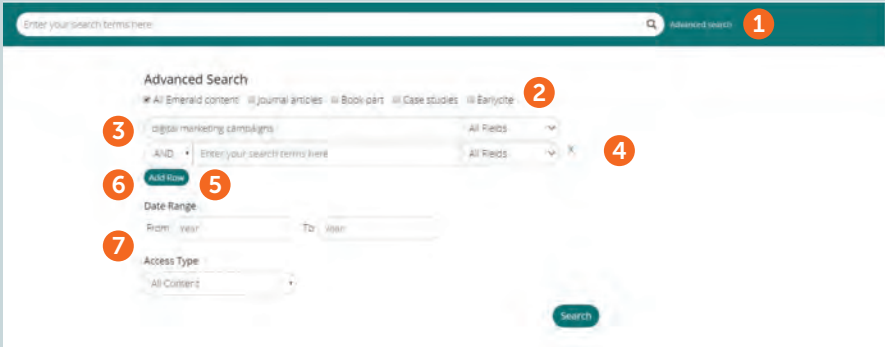 Enter your search terms here
Advanced search 1
Advanced Search
All Emerald content Journal articles Book part Case studies Earlycite 2
3 digital marketing campaigns All Fields
AND Enter your search terms here All Fields X 4
6 Add Row 5
Date Range
From year To year
7
Access Type
All Content
Search